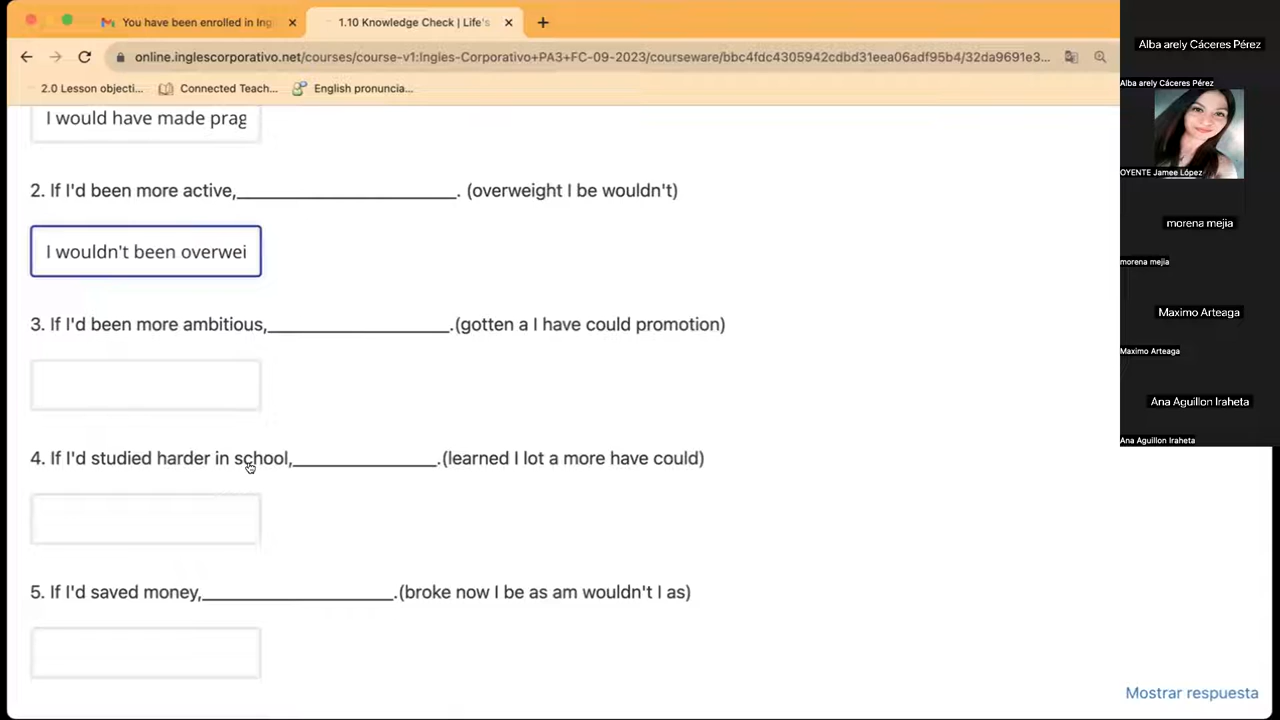 You have been enrolled in Ing
1.10 Knowledge Check | Life's
online.inglescorporativo.net/courses/course-v1:Ingles-Corporativo+PA3+FC-09-2023/courseware/bbc4fdc4305942cdbd31eea06adf95b4/32da9691e3...
2.0 Lesson objecti...
Connected Teach...
English pronuncia...
I would have made prag
2. If I'd been more active,______________________. (overweight I be wouldn't)
I wouldn't been overwei
3. If I'd been more ambitious,___________________.(gotten a I have could promotion)
4. If I'd studied harder in school,_______________.(learned I lot a more have could)
5. If I'd saved money,____________________.(broke now I be as am wouldn't I as)
Mostrar respuesta
Alba arely Cáceres Pérez
Alba arely Cáceres Pérez
OYENTE Jamee López
morena mejia
morena mejia
Maximo Arteaga
Maximo Arteaga
Ana Aguillon Iraheta
Ana Aguillon Iraheta